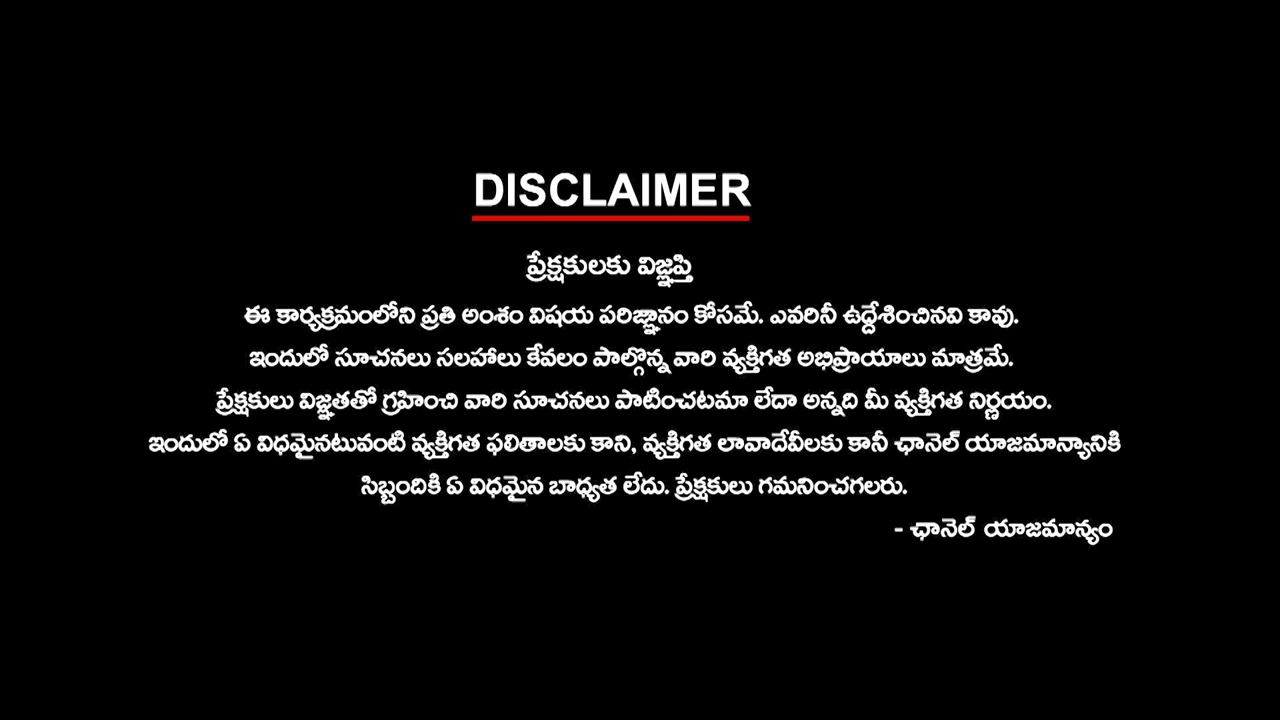 DISCLAIMER
ప్రేక్షకులకు విజ్ఞప్తి
ఈ కార్యక్రమంలోని ప్రతి అంశం విషయ పరిజ్ఞానం కోసమే. ఎవరినీ ఉద్దేశించినవి కావు.
ఇందులో సూచనలు సలహాలు కేవలం పాల్గొన్న వారి వ్యక్తిగత అభిప్రాయాలు మాత్రమే.
ప్రేక్షకులు విజ్ఞతతో గ్రహించి వారి సూచనలు పాటించటమా లేదా అన్నది మీ వ్యక్తిగత నిర్ణయం.
ఇందులో ఏ విధమైనటువంటి వ్యక్తిగత ఫలితాలకు కాని, వ్యక్తిగత లావాదేవీలకు కానీ ఛానెల్ యాజమాన్యానికి
సిబ్బందికి ఏ విధమైన బాధ్యత లేదు. ప్రేక్షకులు గమనించగలరు.
- ఛానెల్ యాజమాన్యం